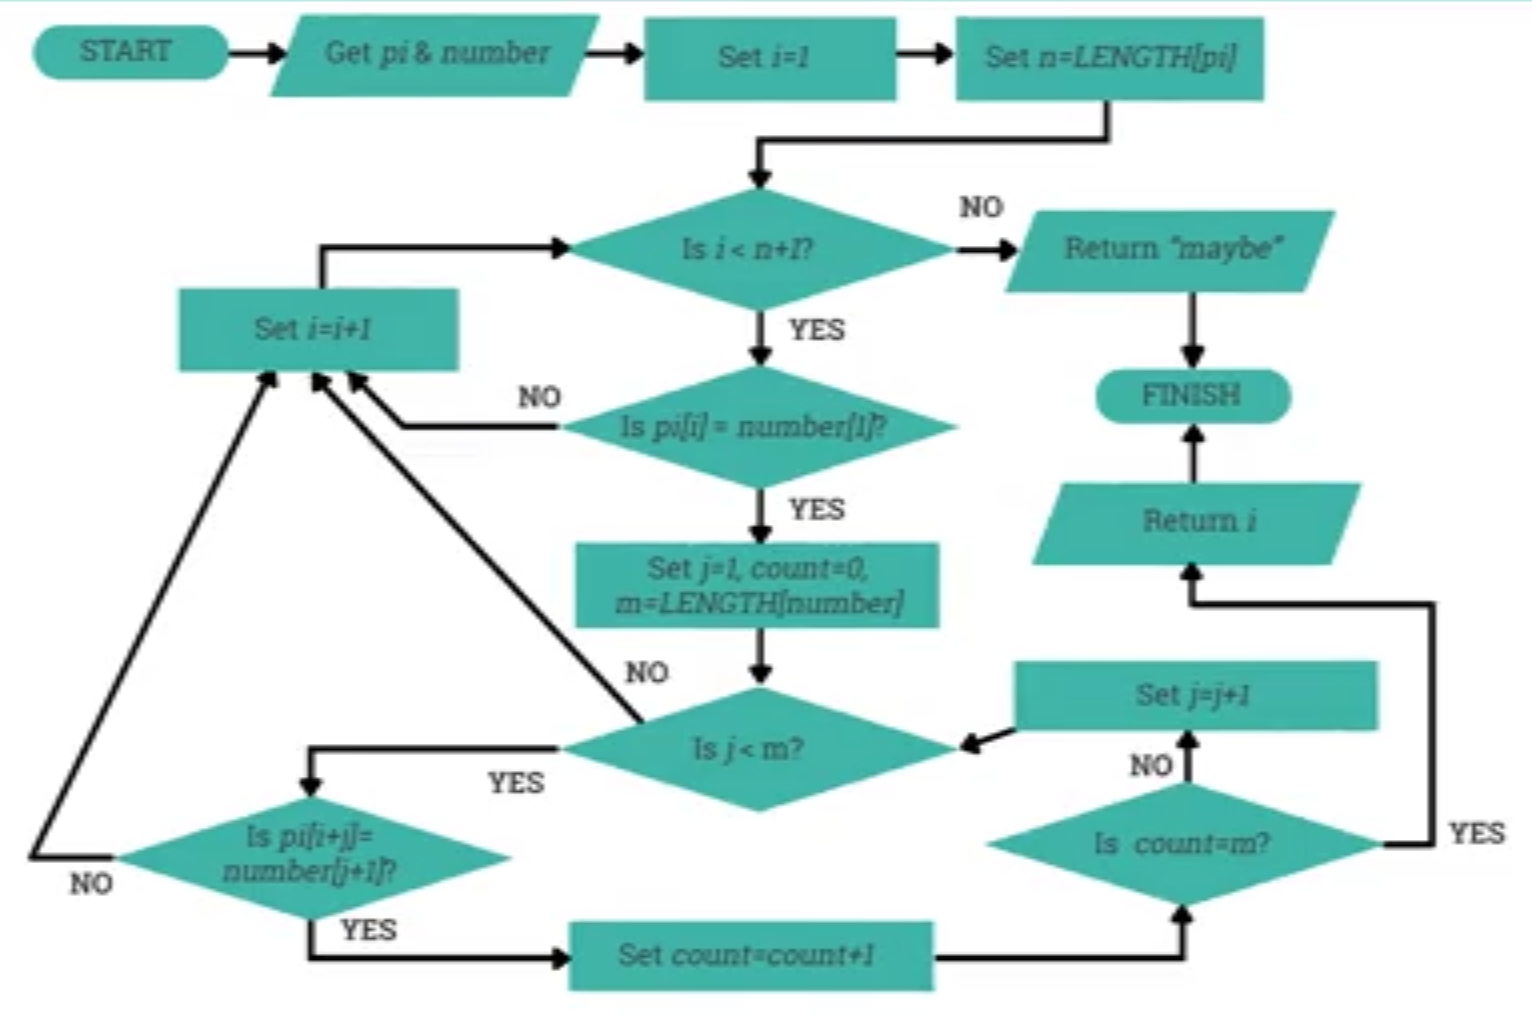 START
Get pi & number
Set i=1
Set n=LENGTH[pi]
Is i < n+1?
NO
Return “maybe”
Set i=i+1
YES
NO
Is pi[i] = number[1]?
FINISH
YES
Return i
Set j=1, count=0,
m=LENGTH[number]
NO
Set j=j+1
Is j < m?
YES
NO
Is pi[i+j]=
number[j+1]?
Is count=m?
YES
NO
YES
Set count=count+1